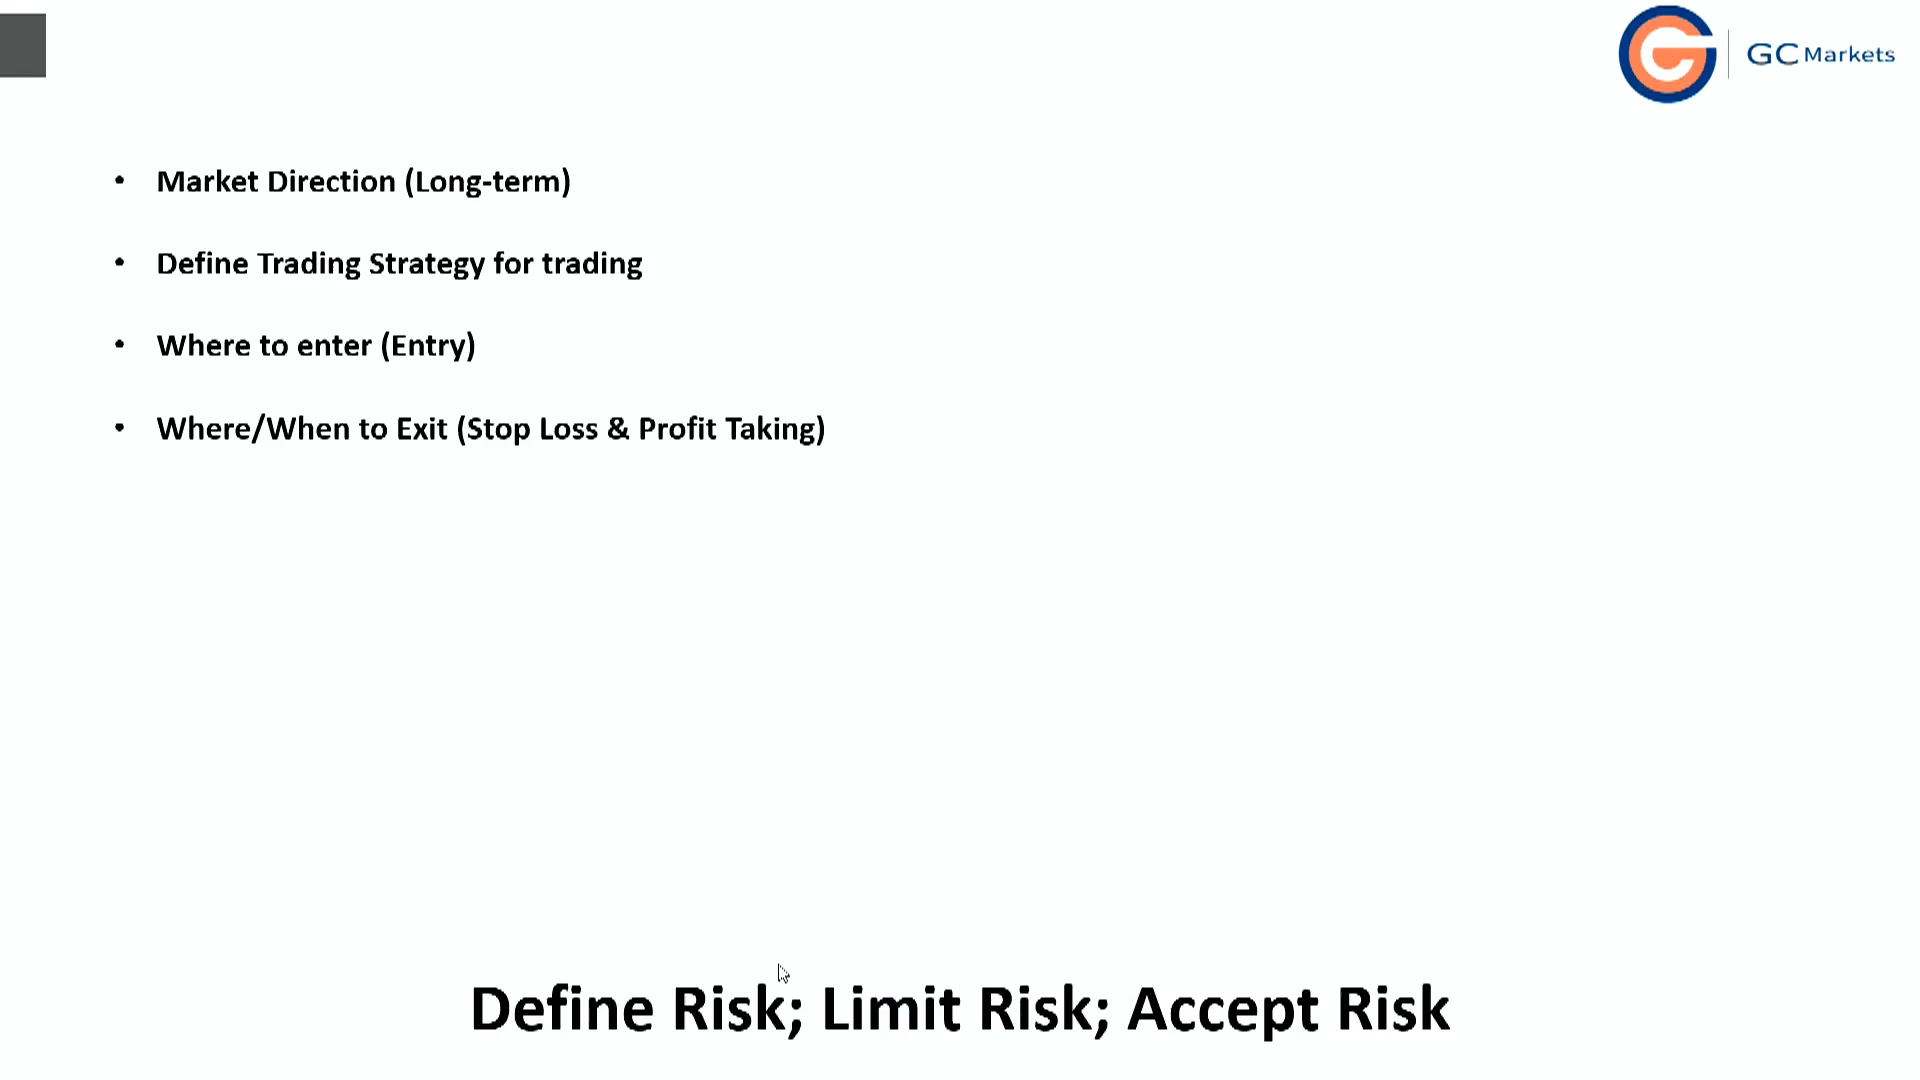 GC Markets
• Market Direction (Long-term)
• Define Trading Strategy for trading
• Where to enter (Entry)
• Where/When to Exit (Stop Loss & Profit Taking)
Define Risk; Limit Risk; Accept Risk